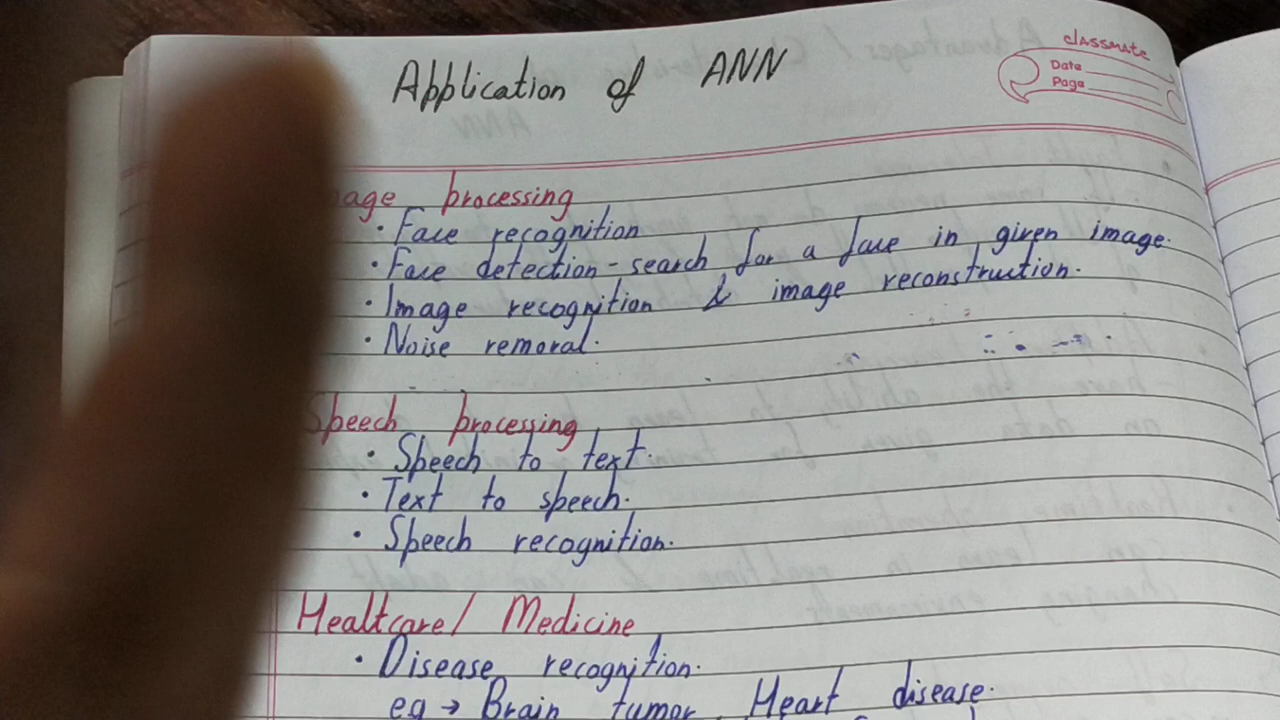 Application of ANN
classmate
Date
Page
age processing
• Face recognition
• Face detection - search for a face in given image.
• Image recognition & image reconstruction.
• Noise removal.
Speech processing
• Speech to text.
• Text to speech.
• Speech recognition.
Healtcare/ Medicine
• Disease recognition.
eg → Brain tumor, Heart disease.